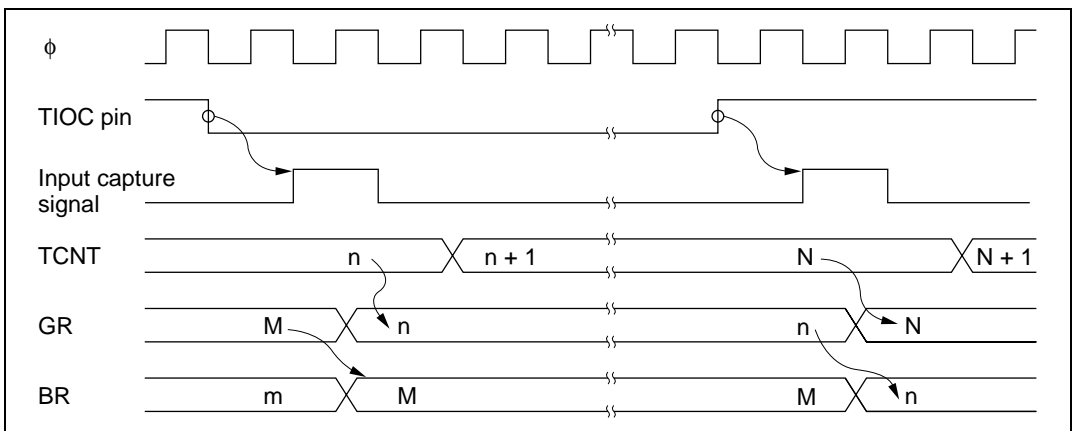 ϕ
TIOC pin
Input capture
signal
TCNT n n + 1 N N + 1
GR M n n N
BR m M M n